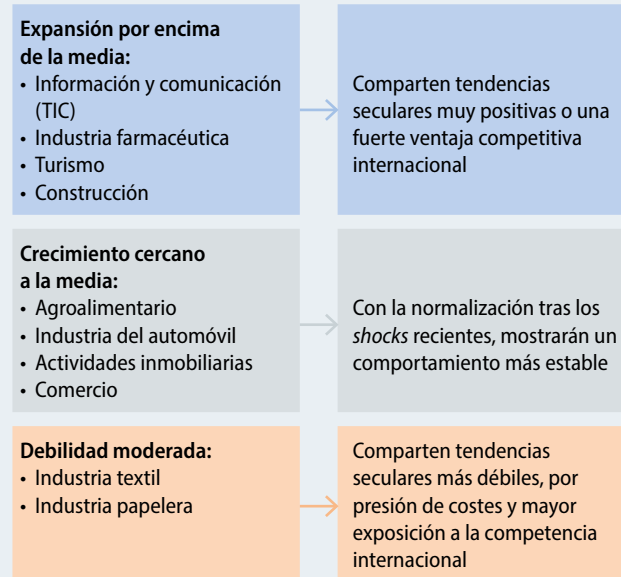 Expansión por encima
de la media:
• Información y comunicación
(TIC)
• Industria farmacéutica
• Turismo
• Construcción
Comparten tendencias
seculares muy positivas o una
fuerte ventaja competitiva
internacional
Crecimiento cercano
a la media:
• Agroalimentario
• Industria del automóvil
• Actividades inmobiliarias
• Comercio
Con la normalización tras los
shocks recientes, mostrarán un
comportamiento más estable
Debilidad moderada:
• Industria textil
• Industria papelera
Comparten tendencias
seculares más débiles, por
presión de costes y mayor
exposición a la competencia
internacional